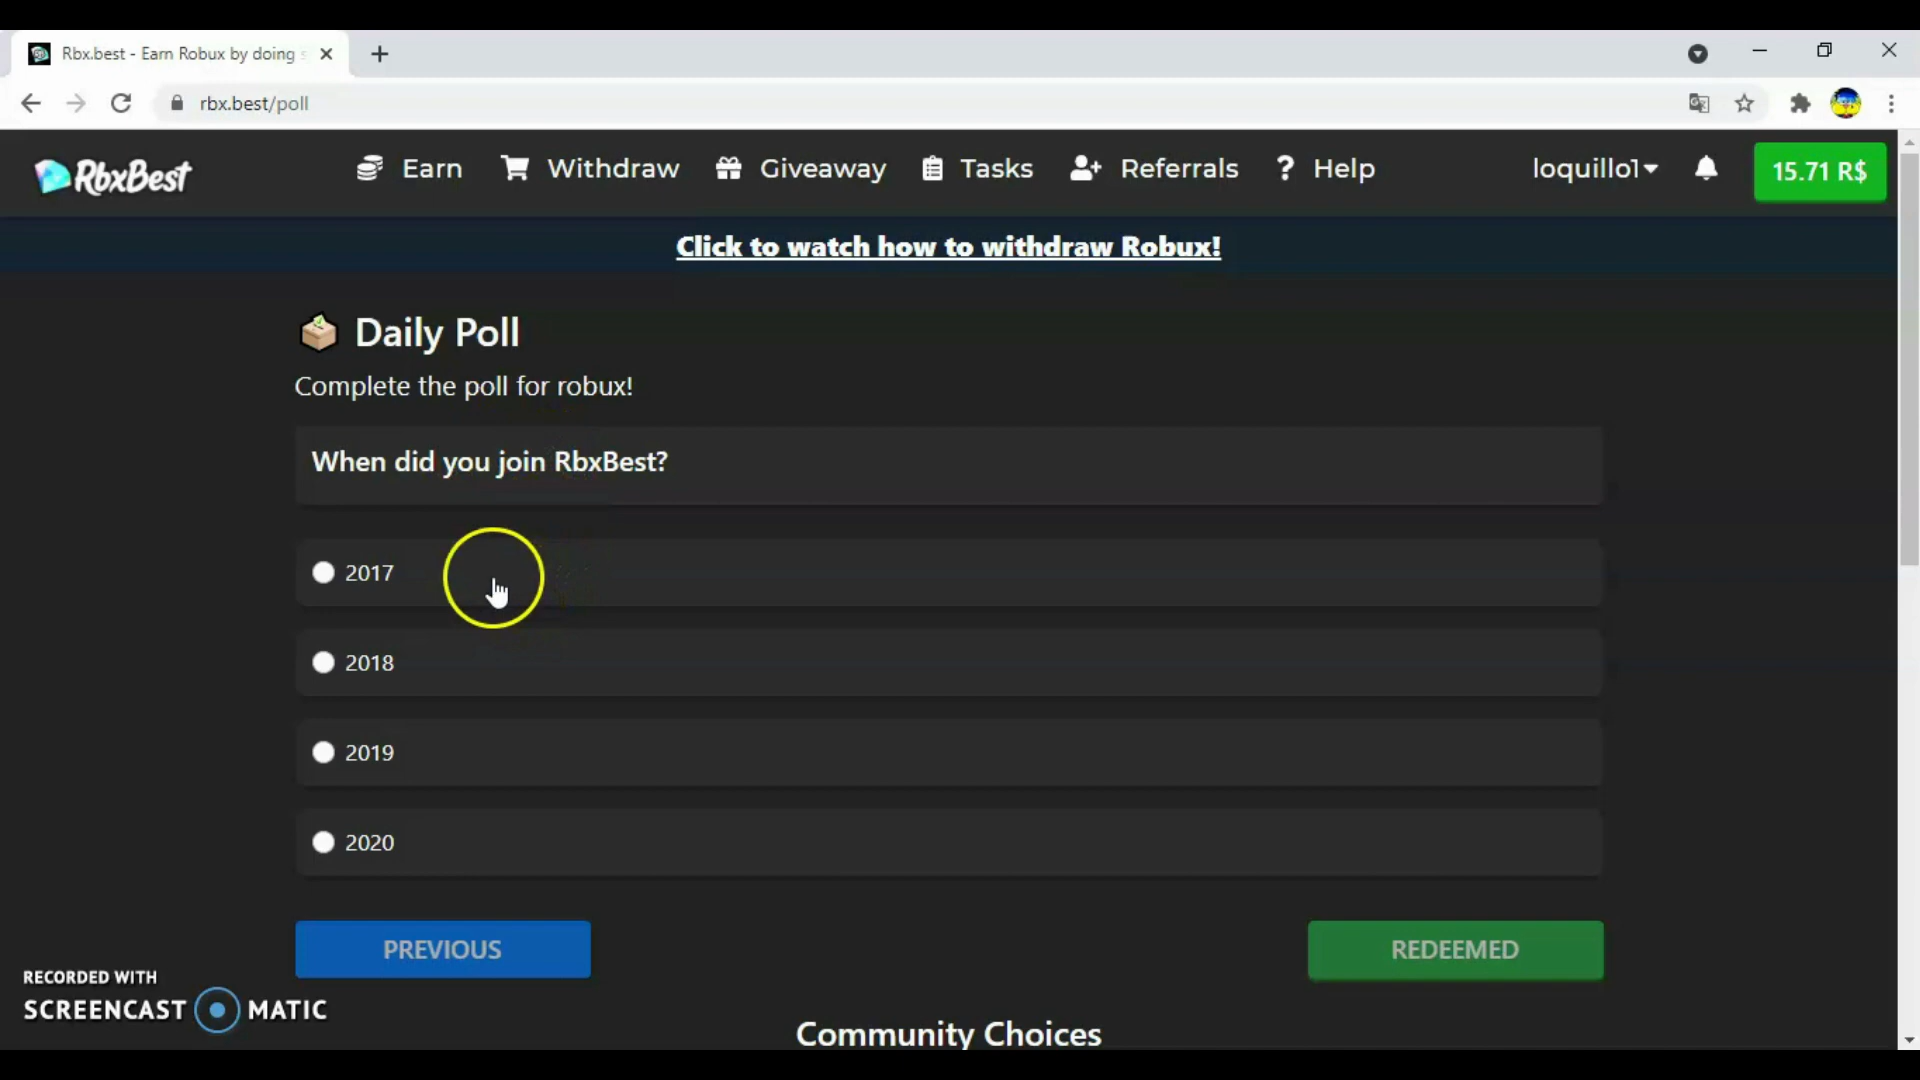 Rbx.best - Earn Robux by doing s
rbx.best/poll
RbxBest
Earn
Withdraw
Giveaway
Tasks
Referrals
? Help
loquillo1
15.71 R$
Click to watch how to withdraw Robux!
Daily Poll
Complete the poll for robux!
When did you join RbxBest?
2017
2018
2019
2020
PREVIOUS
REDEEMED
RECORDED WITH
SCREENCAST MATIC
Community Choices